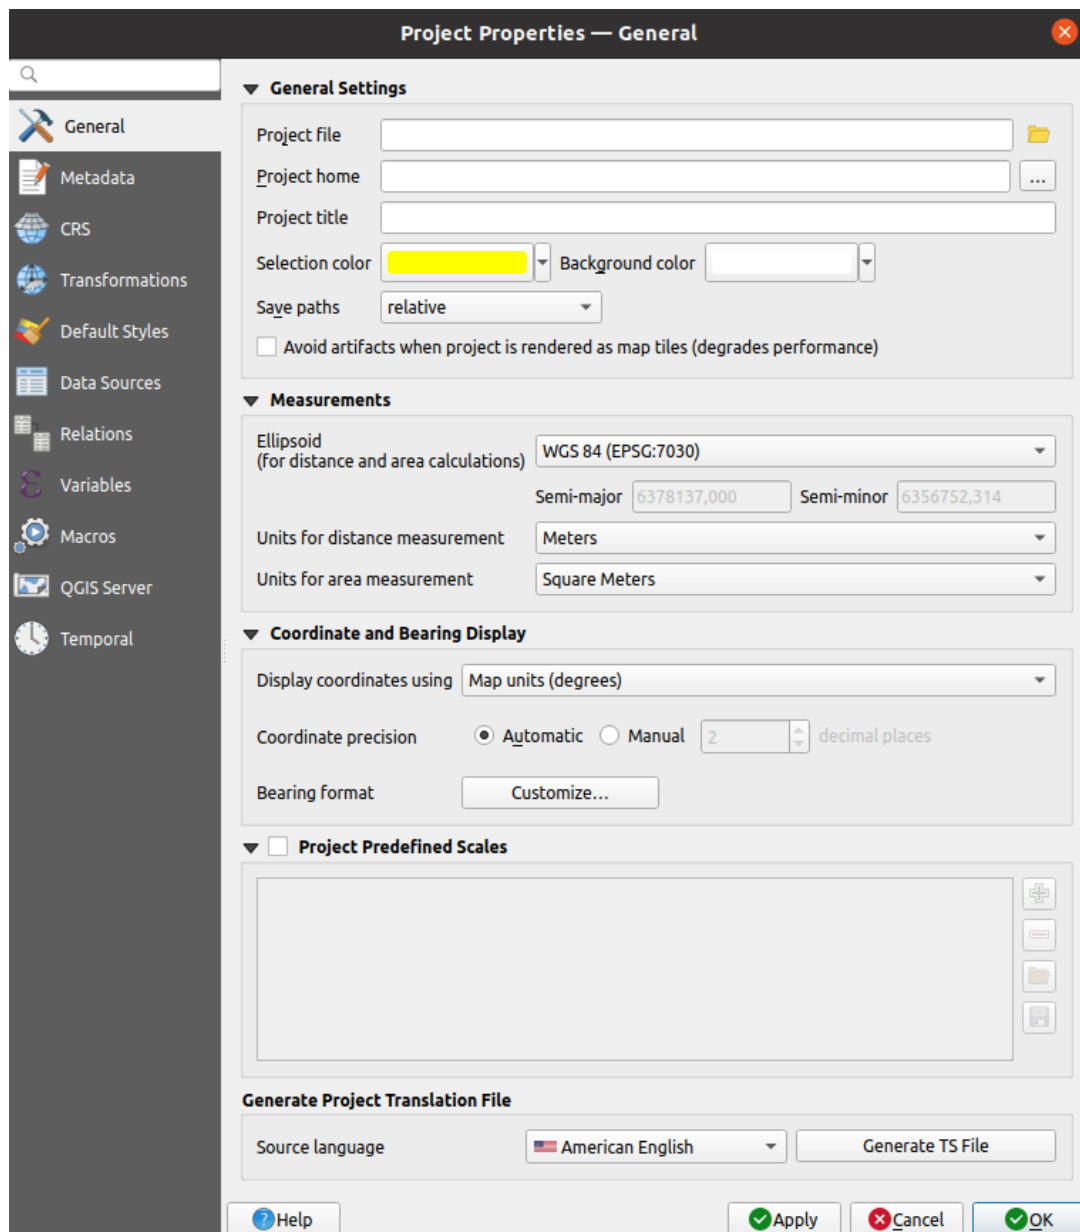 Project Properties — General
General
Metadata
CRS
Transformations
Default Styles
Data Sources
Relations
Variables
Macros
QGIS Server
Temporal
General Settings
Project file
Project home
...
Project title
Selection color
Background color
Save paths
relative
Avoid artifacts when project is rendered as map tiles (degrades performance)
Measurements
Ellipsoid
(for distance and area calculations)
WGS 84 (EPSG:7030)
Semi-major 6378137,000 Semi-minor 6356752,314
Units for distance measurement Meters
Units for area measurement Square Meters
Coordinate and Bearing Display
Display coordinates using Map units (degrees)
Coordinate precision Automatic Manual 2 decimal places
Bearing format Customize...
Project Predefined Scales
Generate Project Translation File
Source language American English Generate TS File
Help Apply Cancel OK